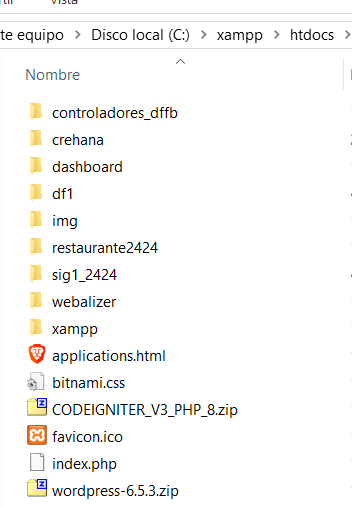 Vista
te equipo > Disco local (C:) > xampp > htdocs >
Nombre
controladores_dffb
crehana
dashboard
df1
img
restaurante2424
sig1_2424
webalizer
xampp
applications.html
bitnami.css
CODEIGNITER_V3_PHP_8.zip
favicon.ico
index.php
wordpress-6.5.3.zip